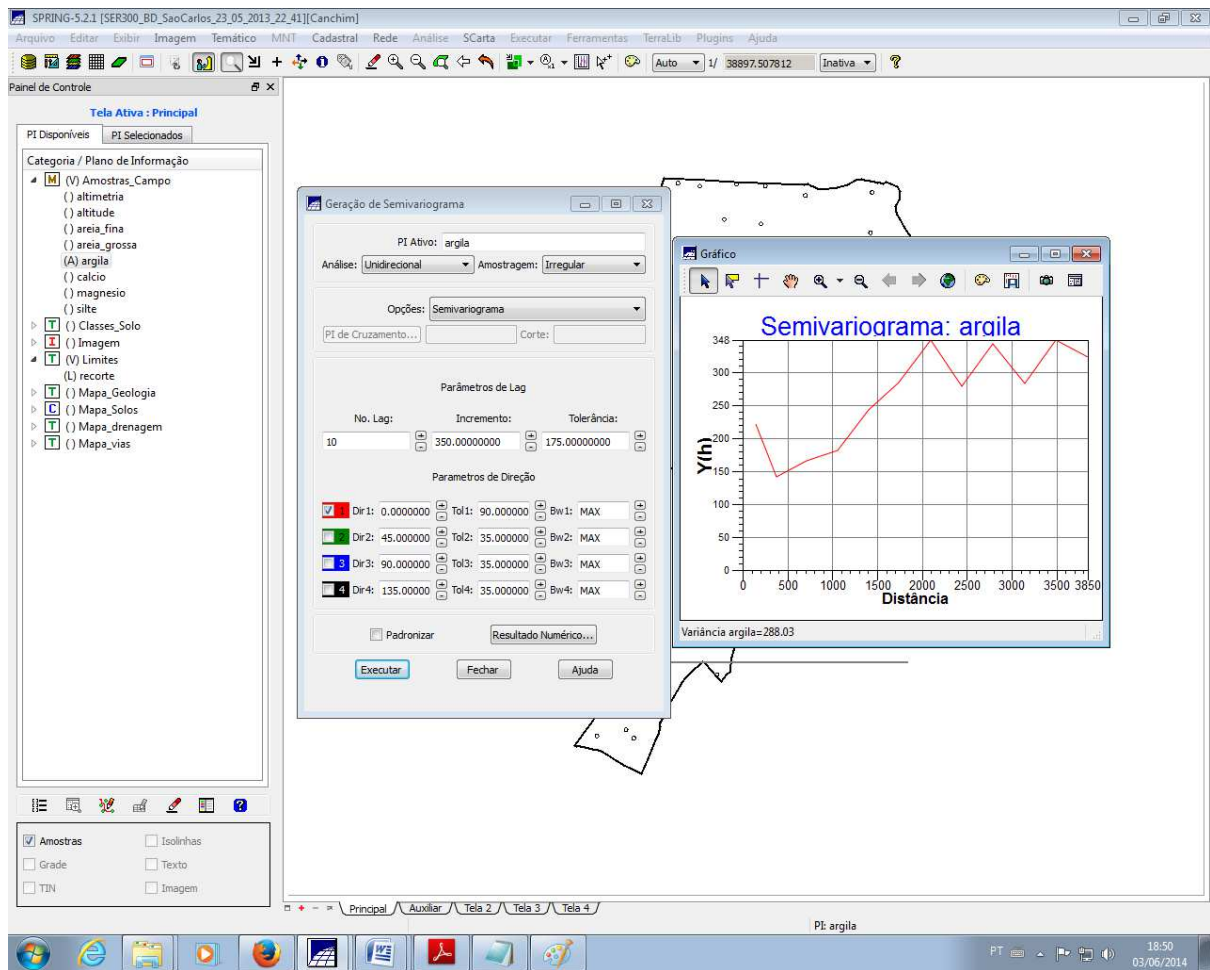 SPRING-5.2.1 [SER300_BD_SaoCarlos_23_05_2013_22_41][Canchim]
Arquivo Editar Exibir Imagem Temático MNT Cadastral Rede Análise SCarta Executar Ferramentas TerraLib Plugins Ajuda
Auto 1/ 38897.507812 Inativa
Painel de Controle
Tela Ativa : Principal
PI Disponíveis PI Selecionados
Categoria / Plano de Informação
M (V) Amostras_Campo
() altimetria
() altitude
() areia_fina
() areia_grossa
(A) argila
() calcio
() magnesio
() silte
T () Classes_Solo
I () Imagem
T (V) Limites
(L) recorte
T () Mapa_Geologia
C () Mapa_Solos
T () Mapa_drenagem
T () Mapa_vias
Amostras Isolinhas
Grade Texto
TIN Imagem
Geração de Semivariograma
PI Ativo: argila
Análise: Unidirecional Amostragem: Irregular
Opções: Semivariograma
PI de Cruzamento... Corte:
Parâmetros de Lag
No. Lag: Incremento: Tolerância:
10 350.00000000 175.00000000
Parametros de Direção
1 Dir1: 0.0000000 Tol1: 90.000000 Bw1: MAX
2 Dir2: 45.000000 Tol2: 35.000000 Bw2: MAX
3 Dir3: 90.000000 Tol3: 35.000000 Bw3: MAX
4 Dir4: 135.00000 Tol4: 35.000000 Bw4: MAX
Padronizar Resultado Numérico...
Executar Fechar Ajuda
Gráfico
Semivariograma: argila
348
300
250
200
150
100
50
0
Y(h)
0 500 1000 1500 2000 2500 3000 3500 3850
Distância
Variância argila=288.03
Principal Auxiliar Tela 2 Tela 3 Tela 4
PI: argila
PT 18:50
03/06/2014